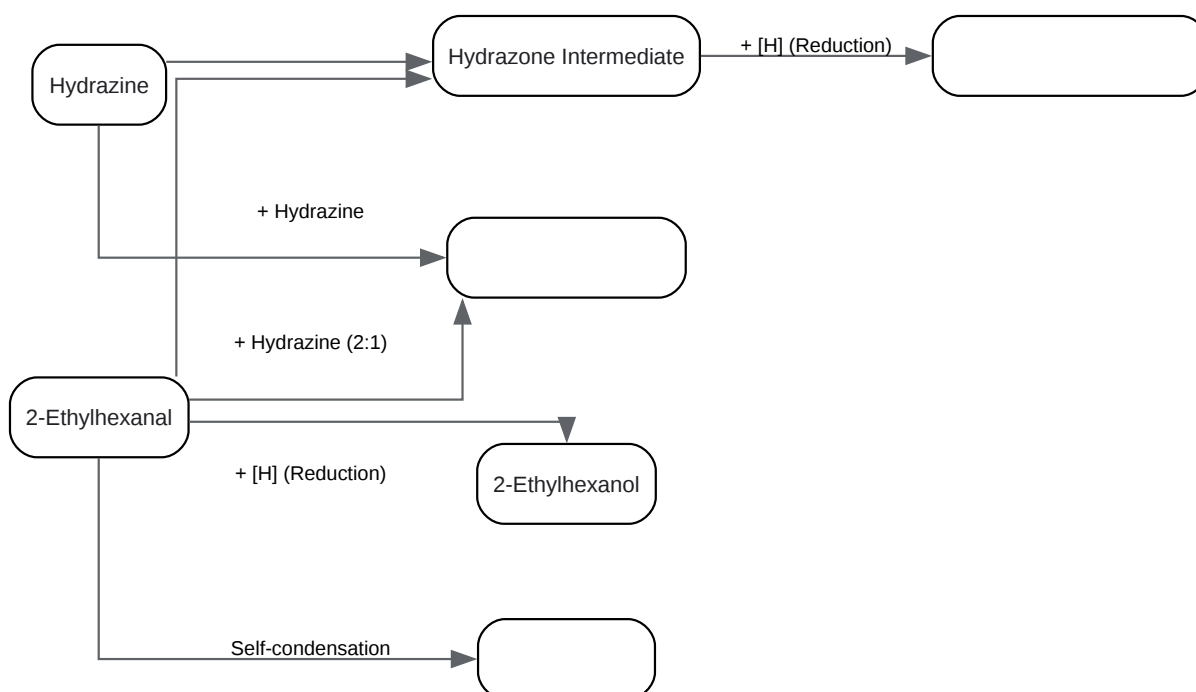 Hydrazine
Hydrazone Intermediate
+ [H] (Reduction)
+ Hydrazine
+ Hydrazine (2:1)
2-Ethylhexanal
+ [H] (Reduction)
2-Ethylhexanol
Self-condensation